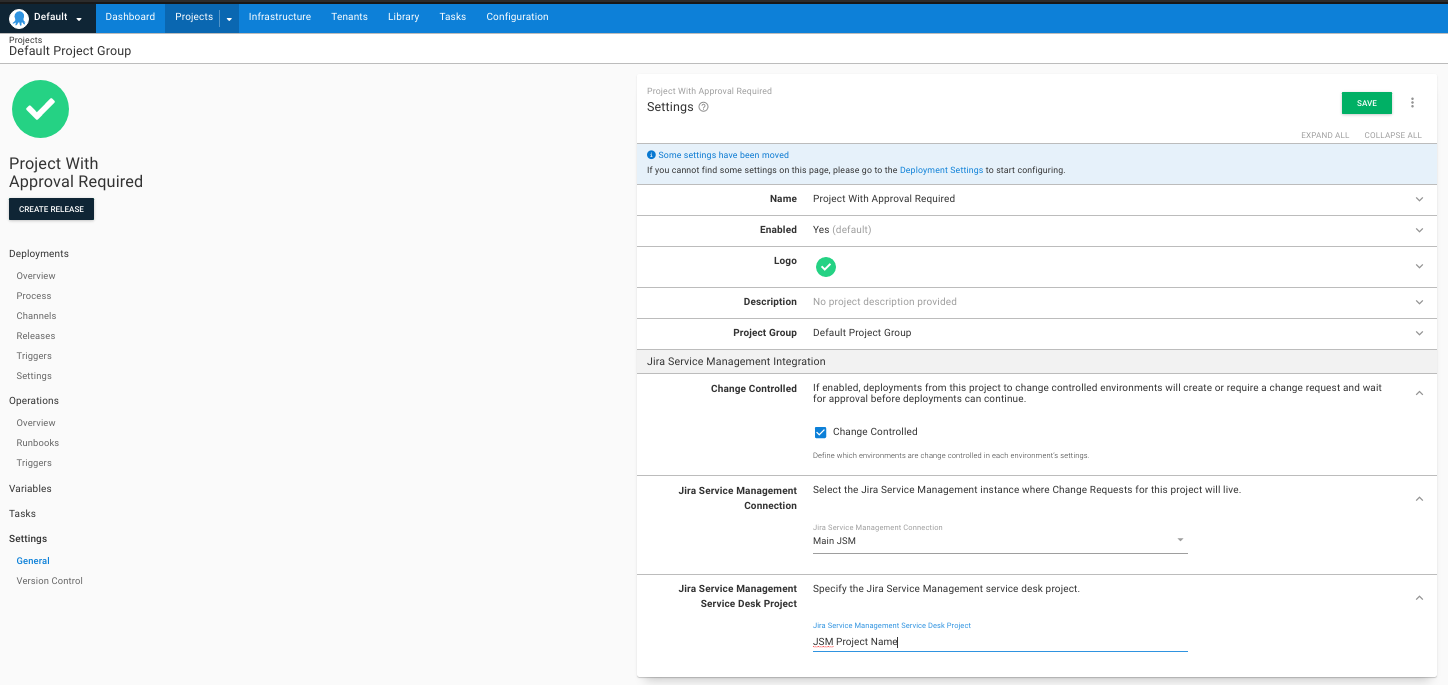 Default
Dashboard
Projects
Infrastructure
Tenants
Library
Tasks
Configuration
Projects
Default Project Group
Project With
Approval Required
CREATE RELEASE
Deployments
Overview
Process
Channels
Releases
Triggers
Settings
Operations
Overview
Runbooks
Triggers
Variables
Tasks
Settings
General
Version Control
Project With Approval Required
Settings
SAVE
EXPAND ALL
COLLAPSE ALL
Some settings have been moved
If you cannot find some settings on this page, please go to the Deployment Settings to start configuring.
Name
Project With Approval Required
Enabled
Yes (default)
Logo
Description
No project description provided
Project Group
Default Project Group
Jira Service Management Integration
Change Controlled
If enabled, deployments from this project to change controlled environments will create or require a change request and wait
for approval before deployments can continue.
Change Controlled
Define which environments are change controlled in each environment's settings.
Jira Service Management
Connection
Select the Jira Service Management instance where Change Requests for this project will live.
Jira Service Management Connection
Main JSM
Jira Service Management
Service Desk Project
Specify the Jira Service Management service desk project.
Jira Service Management Service Desk Project
JSM Project Name